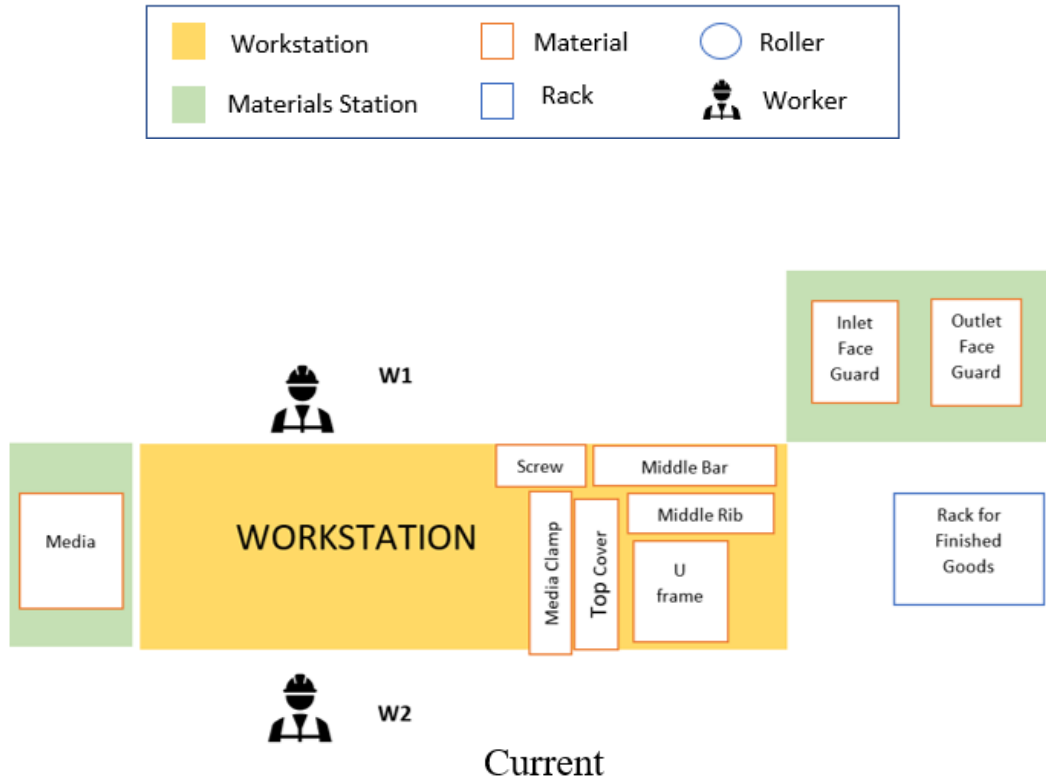 Workstation
Material
Roller
Materials Station
Rack
Worker
Inlet
Face
Guard
Outlet
Face
Guard
W1
Screw
Middle Bar
Media
WORKSTATION
Media Clamp
Top Cover
Middle Rib
U
frame
Rack for
Finished
Goods
W2
Current